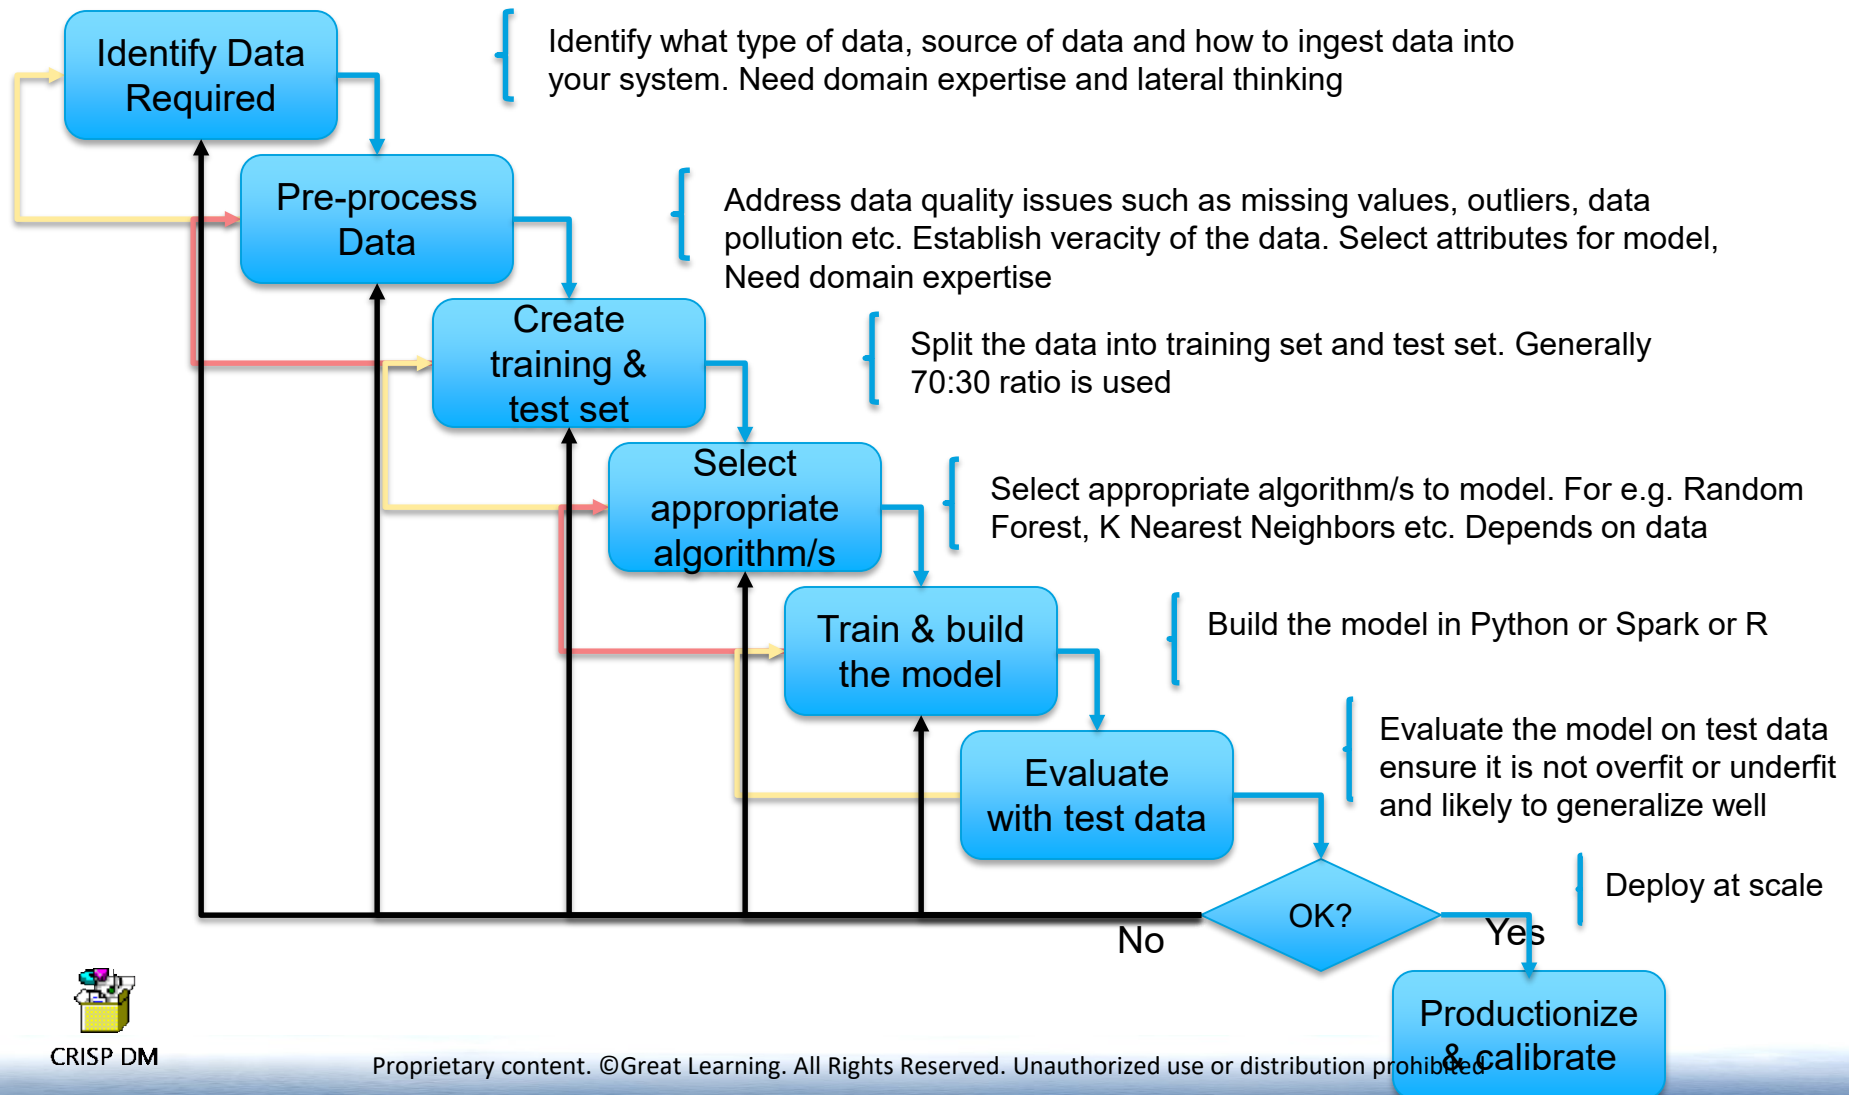 Identify Data
Required
Identify what type of data, source of data and how to ingest data into
your system. Need domain expertise and lateral thinking
Pre-process
Data
Address data quality issues such as missing values, outliers, data
pollution etc. Establish veracity of the data. Select attributes for model,
Need domain expertise
Create
training &
test set
Split the data into training set and test set. Generally
70:30 ratio is used
Select
appropriate
algorithm/s
Select appropriate algorithm/s to model. For e.g. Random
Forest, K Nearest Neighbors etc. Depends on data
Train & build
the model
Build the model in Python or Spark or R
Evaluate
with test data
Evaluate the model on test data
ensure it is not overfit or underfit
and likely to generalize well
OK?
Deploy at scale
No
Yes
Productionize
& calibrate
CRISP DM
Proprietary content. ©Great Learning. All Rights Reserved. Unauthorized use or distribution prohibited